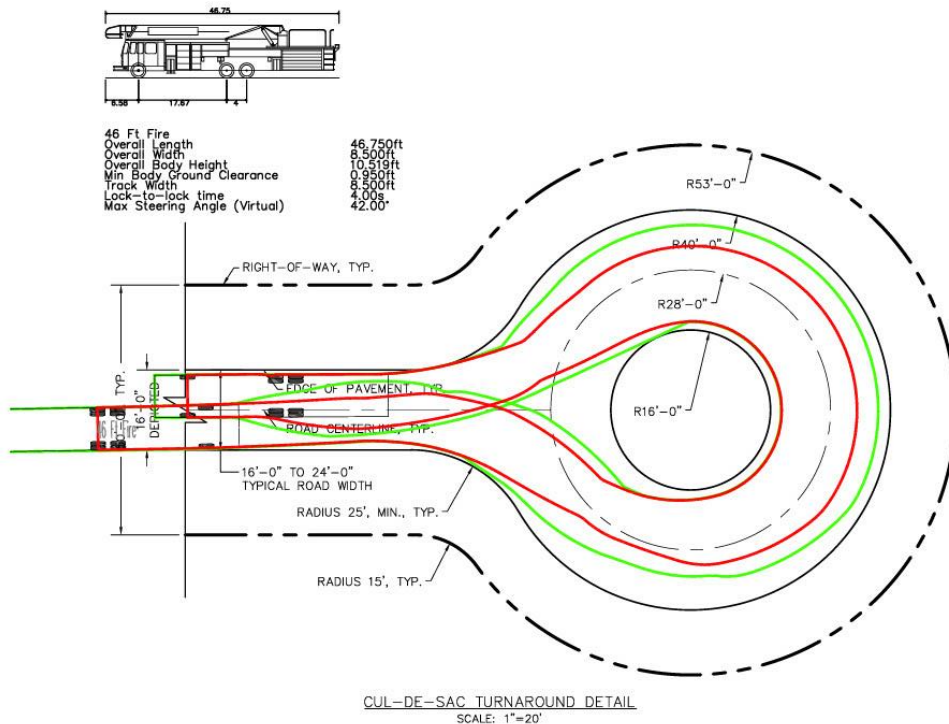 46.75
6.58 17.67 4
46 Ft Fire
Overall Length 46.750ft
Overall Width 8.500ft
Overall Body Height 10.519ft
Min Body Ground Clearance 0.950ft
Track Width 8.500ft
Lock-to-lock time 4.00s
Max Steering Angle (Virtual) 42.00°
R53'-0"
R40'-0"
RIGHT-OF-WAY, TYP.
R28'-0"
TYP.
16'-0"
DEPICTED
EDGE OF PAVEMENT, TYP.
R16'-0"
ROAD CENTERLINE, TYP.
16'-0" TO 24'-0"
TYPICAL ROAD WIDTH
RADIUS 25', MIN., TYP.
RADIUS 15', TYP.
CUL-DE-SAC TURNAROUND DETAIL
SCALE: 1"=20'